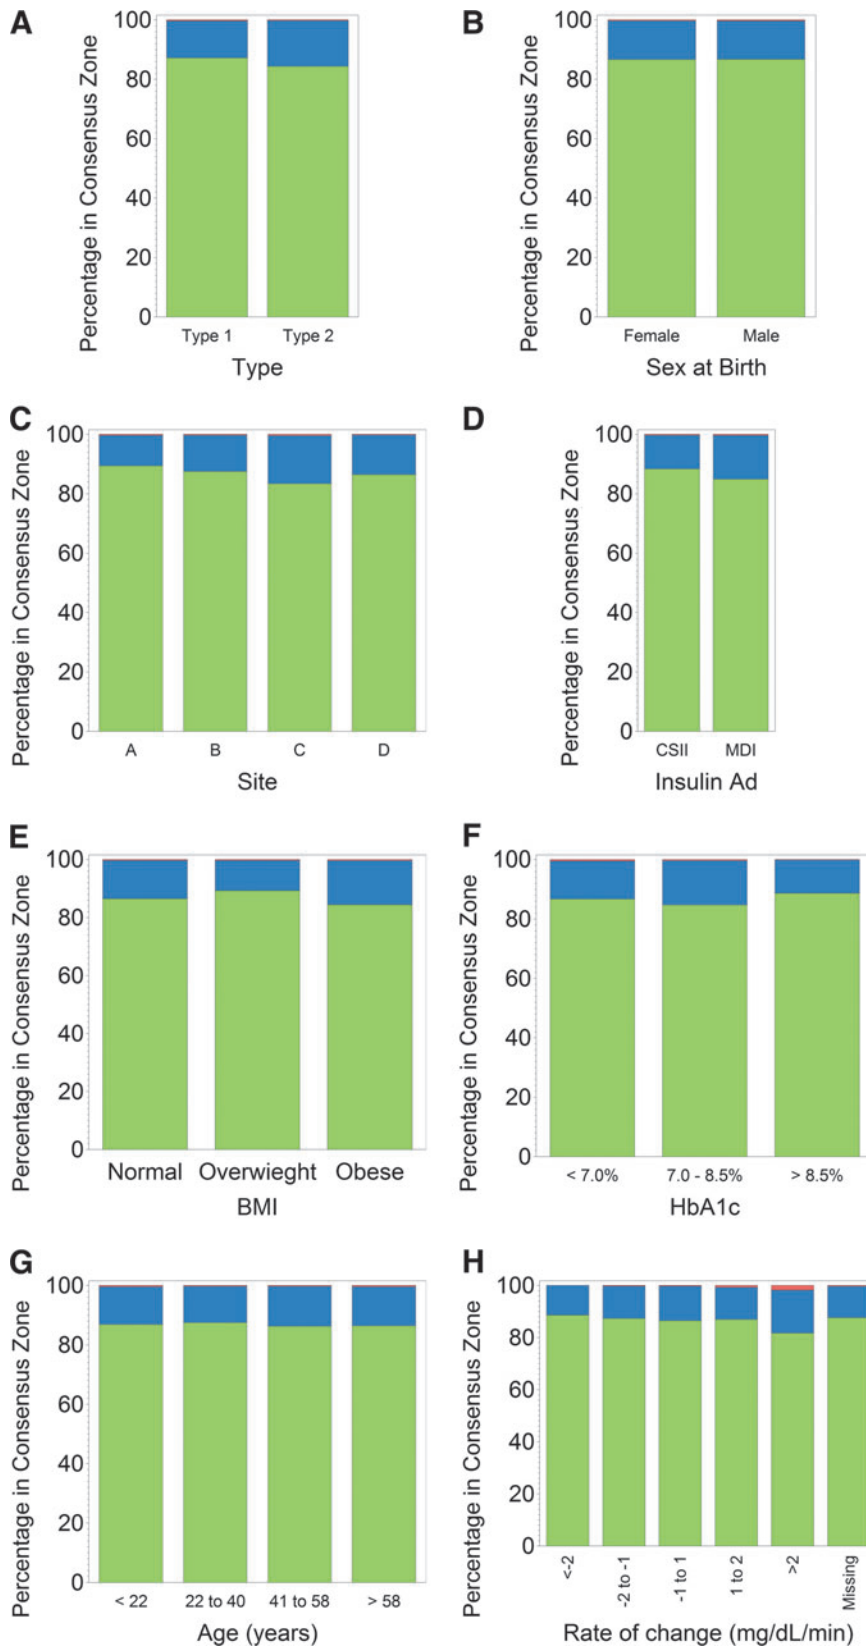 A
Percentage in Consensus Zone
100
80
60
40
20
0
Type 1 Type 2
Type
B
Percentage in Consensus Zone
100
80
60
40
20
0
Female Male
Sex at Birth
C
Percentage in Consensus Zone
100
80
60
40
20
0
A B C D
Site
D
Percentage in Consensus Zone
100
80
60
40
20
0
CSII MDI
Insulin Ad
E
Percentage in Consensus Zone
100
80
60
40
20
0
Normal Overwieght Obese
BMI
F
Percentage in Consensus Zone
100
80
60
40
20
0
< 7.0% 7.0 - 8.5% > 8.5%
HbA1c
G
Percentage in Consensus Zone
100
80
60
40
20
0
< 22 22 to 40 41 to 58 > 58
Age (years)
H
Percentage in Consensus Zone
100
80
60
40
20
0
<-2 -2 to -1 -1 to 1 1 to 2 >2 Missing
Rate of change (mg/dL/min)